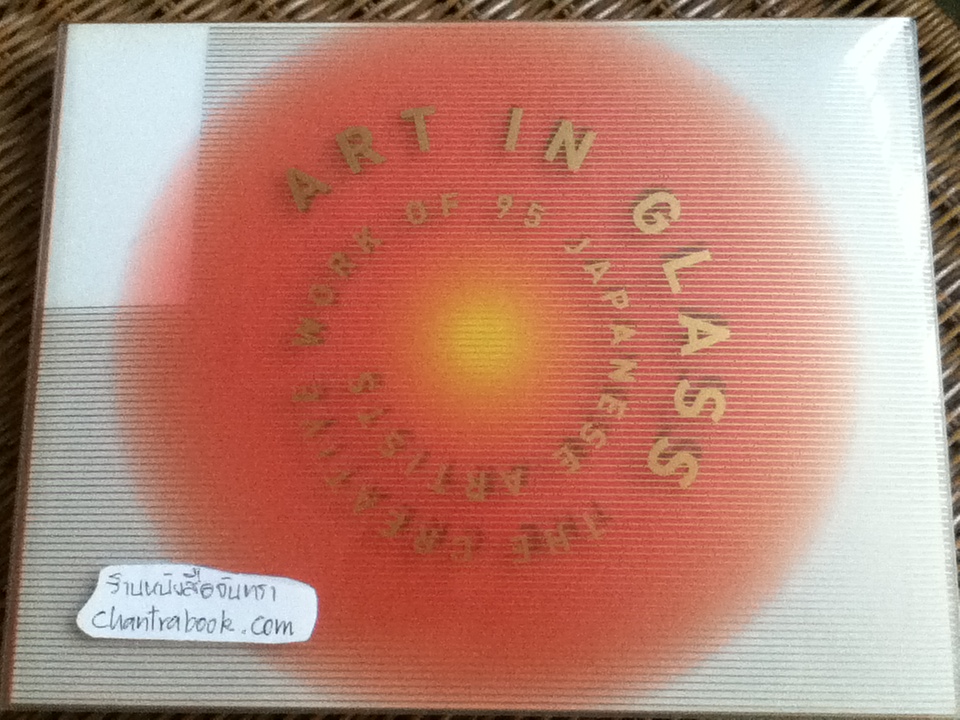 ART IN GLASS
THE CREATIVE WORK OF 95 JAPANESE ARTISTS
ร้านหนังสือจันทรา
chantrabook.com